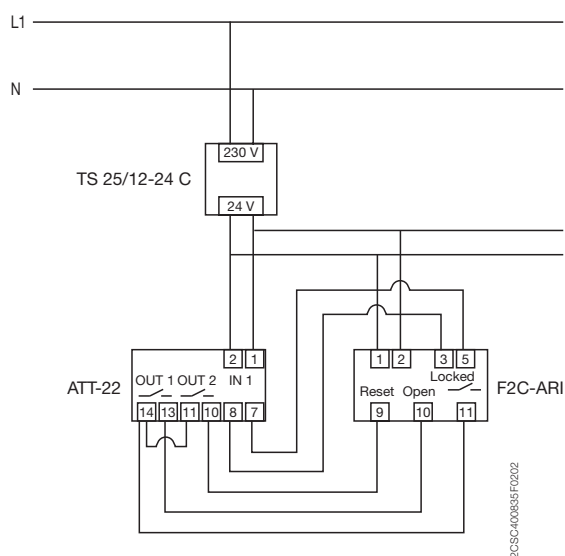 L1
N
230 V
TS 25/12-24 C
24 V
2 1
1 2 3 5
OUT 1 OUT 2 IN 1
Locked
ATT-22
F2C-ARI
Reset Open
14 13 11 10 8 7
9 10 11
2CSC400835F0202